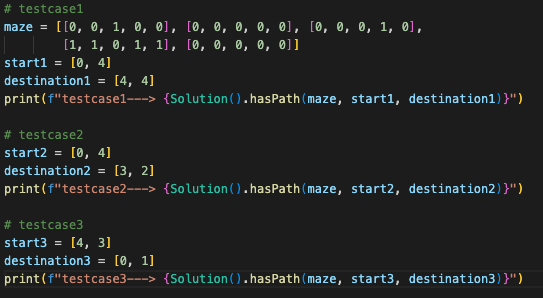 # testcase1
maze = [[0, 0, 1, 0, 0], [0, 0, 0, 0, 0], [0, 0, 0, 1, 0],
        [1, 1, 0, 1, 1], [0, 0, 0, 0, 0]]
start1 = [0, 4]
destination1 = [4, 4]
print(f"testcase1---> {Solution().hasPath(maze, start1, destination1)}")

# testcase2
start2 = [0, 4]
destination2 = [3, 2]
print(f"testcase2---> {Solution().hasPath(maze, start2, destination2)}")

# testcase3
start3 = [4, 3]
destination3 = [0, 1]
print(f"testcase3---> {Solution().hasPath(maze, start3, destination3)}")